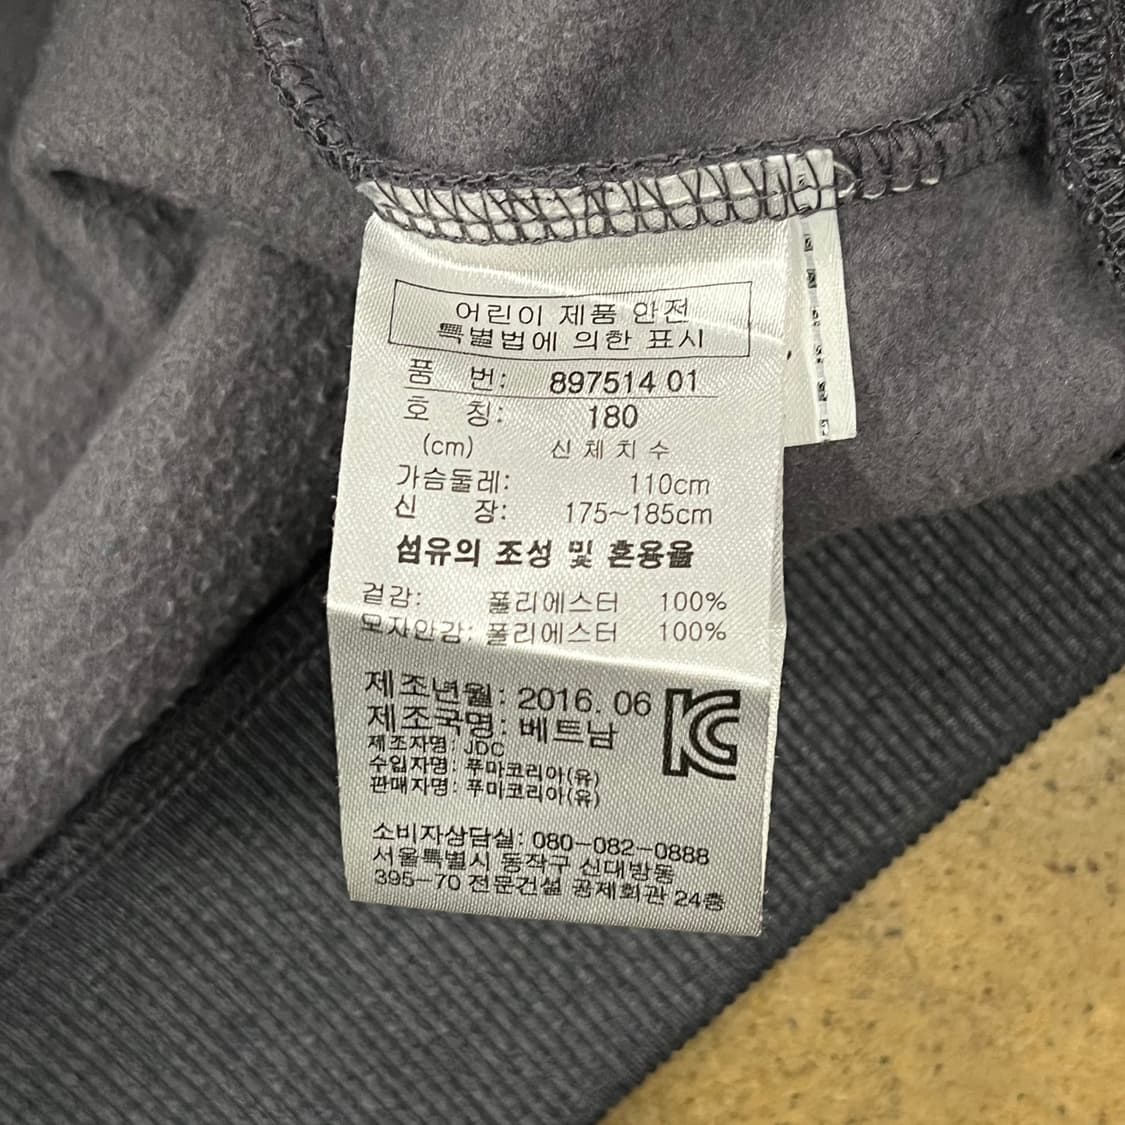 어린이 제품 안전
특별법에 의한 표시
품 번: 897514 01
호 칭: 180
(cm) 신체치수
가슴둘레: 110cm
신 장: 175~185cm
섬유의 조성 및 혼용율
겉감: 폴리에스터 100%
모자안감: 폴리에스터 100%
제조년월: 2016. 06
제조국명: 베트남
제조자명: JDC
수입자명: 푸마코리아(유)
판매자명: 푸마코리아(유)
KC
소비자상담실: 080-082-0888
서울특별시 동작구 신대방동
395-70 전문건설 공제회관 24층